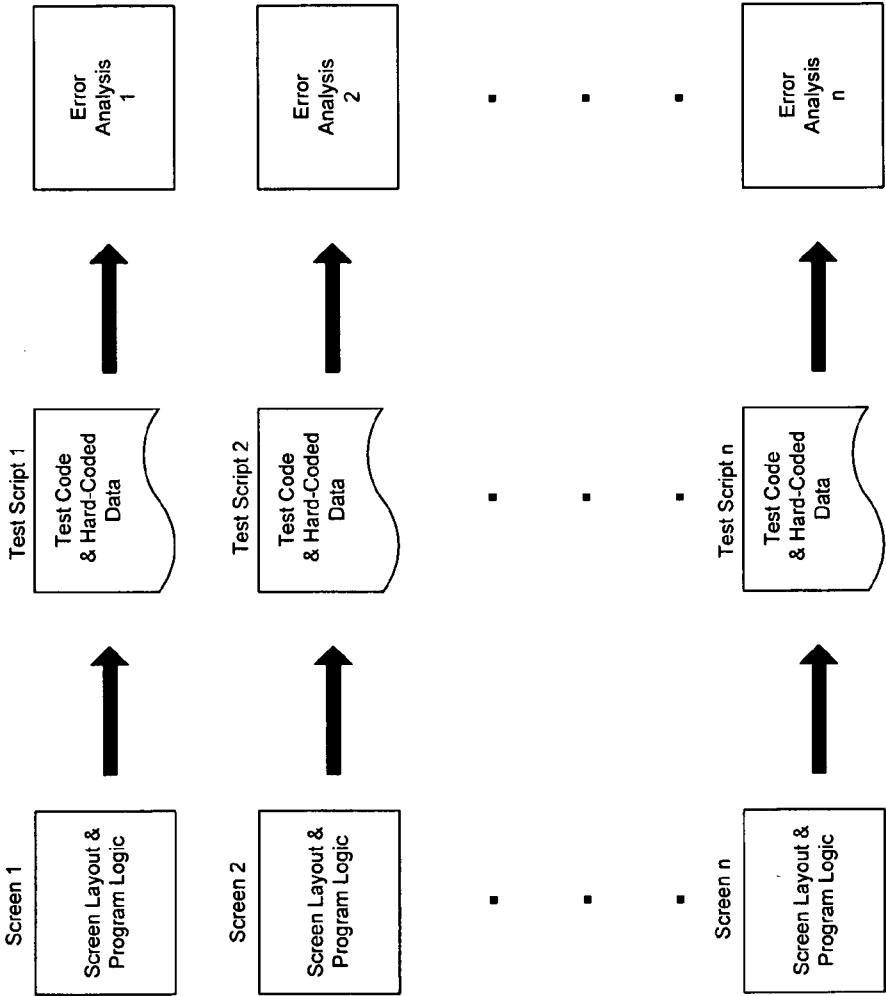 Screen 1
Screen Layout &
Program Logic
Test Script 1
Test Code
& Hard-Coded
Data
Error
Analysis
1
Screen 2
Screen Layout &
Program Logic
Test Script 2
Test Code
& Hard-Coded
Data
Error
Analysis
2
Screen n
Screen Layout &
Program Logic
Test Script n
Test Code
& Hard-Coded
Data
Error
Analysis
n